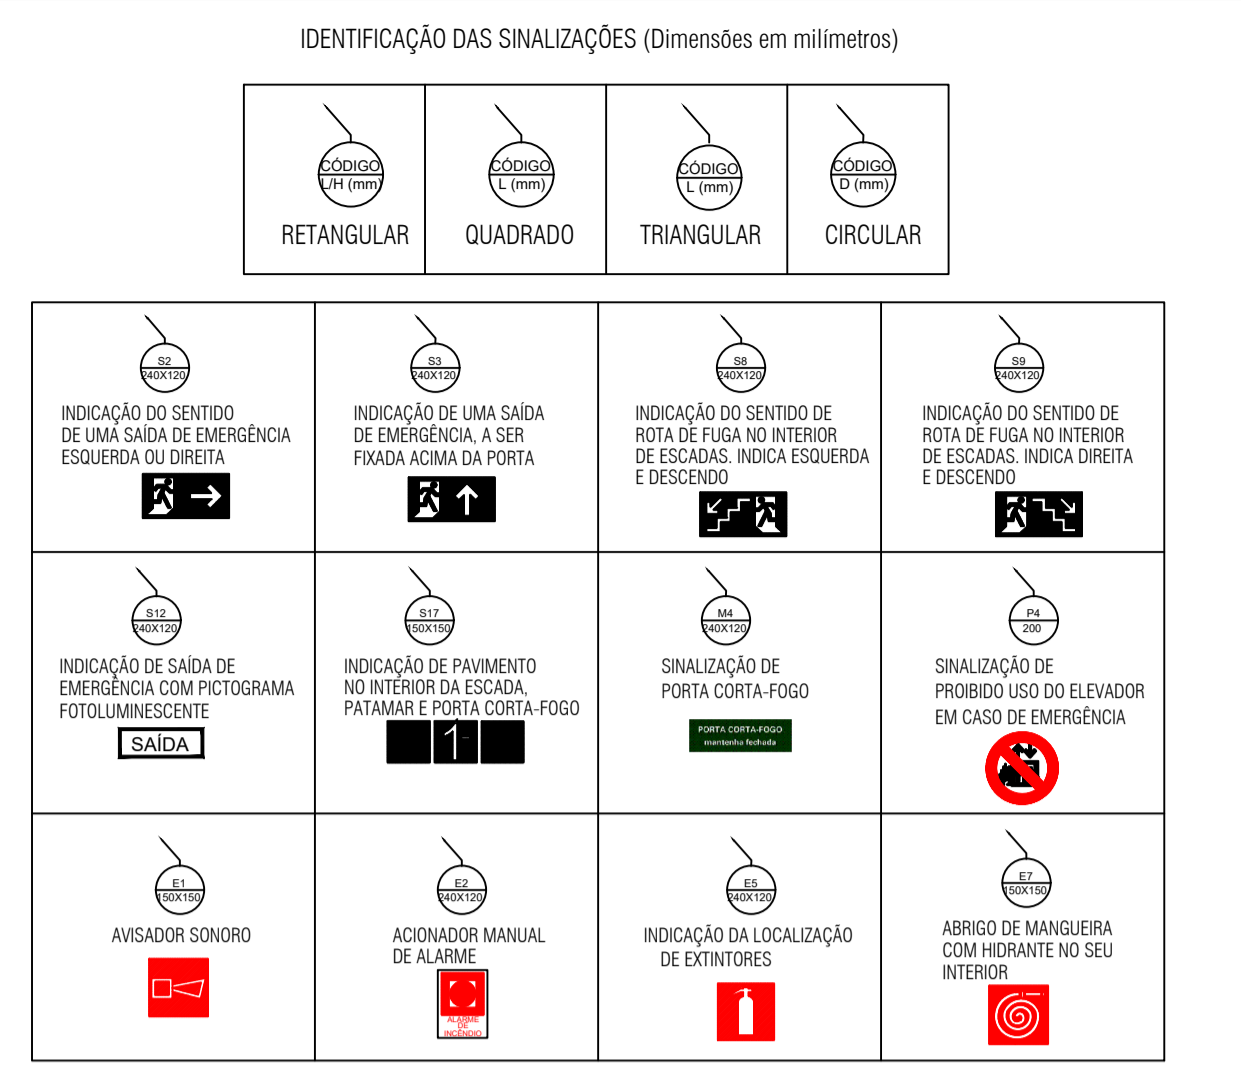 IDENTIFICAÇÃO DAS SINALIZAÇÕES (Dimensões em milímetros)
CÓDIGO
L/H (mm)
RETANGULAR
CÓDIGO
L (mm)
QUADRADO
CÓDIGO
L (mm)
TRIANGULAR
CÓDIGO
D (mm)
CIRCULAR
S2
240X120
INDICAÇÃO DO SENTIDO
DE UMA SAÍDA DE EMERGÊNCIA
ESQUERDA OU DIREITA
S3
240X120
INDICAÇÃO DE UMA SAÍDA
DE EMERGÊNCIA, A SER
FIXADA ACIMA DA PORTA
S8
240X120
INDICAÇÃO DO SENTIDO DE
ROTA DE FUGA NO INTERIOR
DE ESCADAS. INDICA ESQUERDA
E DESCENDO
S9
240X120
INDICAÇÃO DO SENTIDO DE
ROTA DE FUGA NO INTERIOR
DE ESCADAS. INDICA DIREITA
E DESCENDO
S12
240X120
INDICAÇÃO DE SAÍDA DE
EMERGÊNCIA COM PICTOGRAMA
FOTOLUMINESCENTE
SAÍDA
S17
150X150
INDICAÇÃO DE PAVIMENTO
NO INTERIOR DA ESCADA,
PATAMAR E PORTA CORTA-FOGO
1
M4
240X120
SINALIZAÇÃO DE
PORTA CORTA-FOGO
PORTA CORTA-FOGO
mantenha fechada
P4
200
SINALIZAÇÃO DE
PROIBIDO USO DO ELEVADOR
EM CASO DE EMERGÊNCIA
E1
150X150
AVISADOR SONORO
E2
240X120
ACIONADOR MANUAL
DE ALARME
ALARME
DE
INCÊNDIO
E5
240X120
INDICAÇÃO DA LOCALIZAÇÃO
DE EXTINTORES
E7
150X150
ABRIGO DE MANGUEIRA
COM HIDRANTE NO SEU
INTERIOR